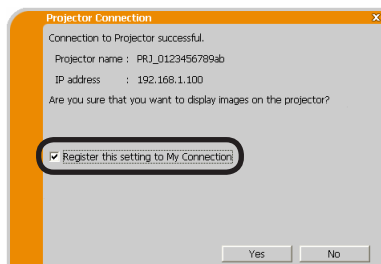 Projector Connection
X
Connection to Projector successful.
Projector name : PRJ_0123456789ab
IP address : 192.168.1.100
Are you sure that you want to display images on the projector?
Register this setting to My Connection
Yes No